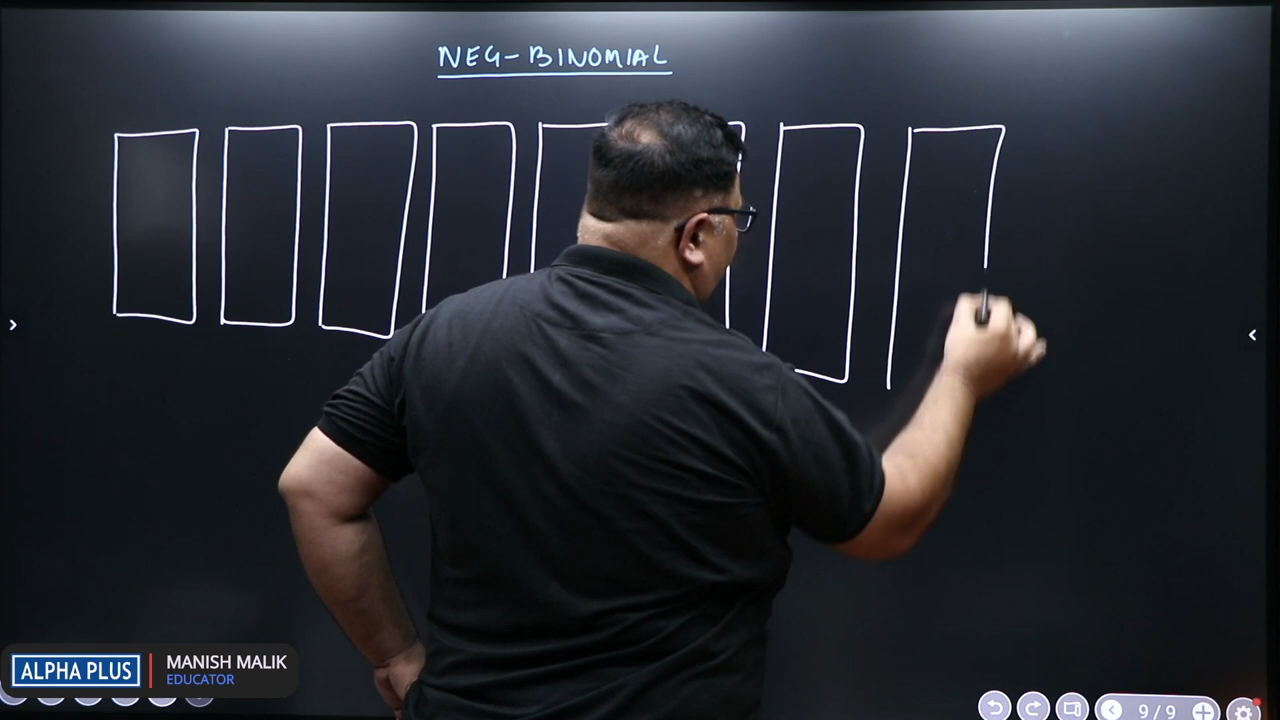 NEG-BINOMIAL
ALPHA PLUS
MANISH MALIK
EDUCATOR
9/9